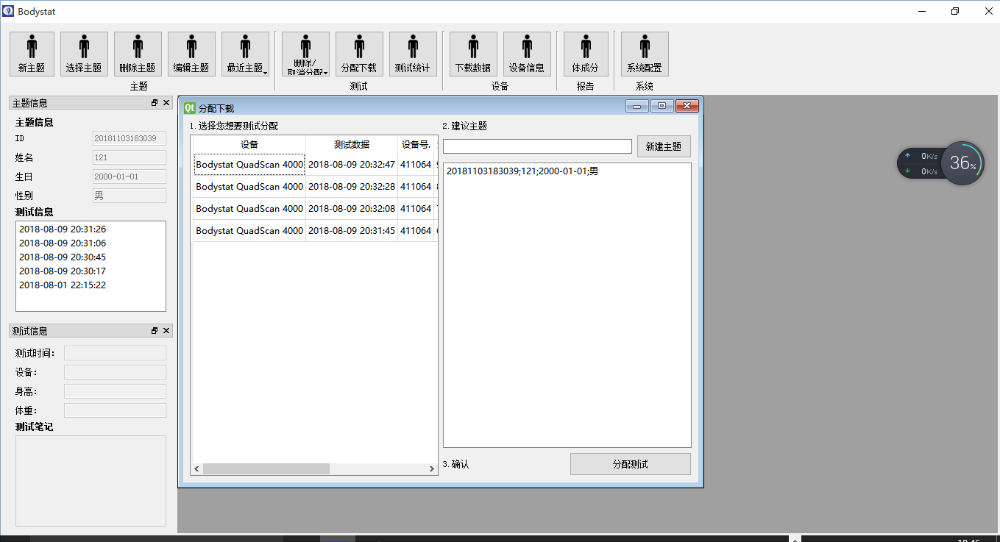 Bodystat
新主题 选择主题 删除主题 编辑主题 最近主题 删除/ 取消分配 分配下载 测试统计 下载数据 设备信息 体成分 系统配置
主题 测试 设备 报告 系统
主题信息
主题信息
ID 20181103183039
姓名 121
生日 2000-01-01
性别 男
测试信息
2018-08-09 20:31:26
2018-08-09 20:31:06
2018-08-09 20:30:45
2018-08-09 20:30:17
2018-08-01 22:15:22
测试信息
测试时间:
设备:
身高:
体重:
测试笔记
Qt 分配下载
1. 选择您想要测试分配
设备 测试数据 设备号.
Bodystat QuadScan 4000 2018-08-09 20:32:47 411064
Bodystat QuadScan 4000 2018-08-09 20:32:28 411064
Bodystat QuadScan 4000 2018-08-09 20:32:08 411064
Bodystat QuadScan 4000 2018-08-09 20:31:45 411064
2. 建议主题
新建主题
20181103183039;121;2000-01-01;男
3. 确认
分配测试
0K/s
0K/s
36%